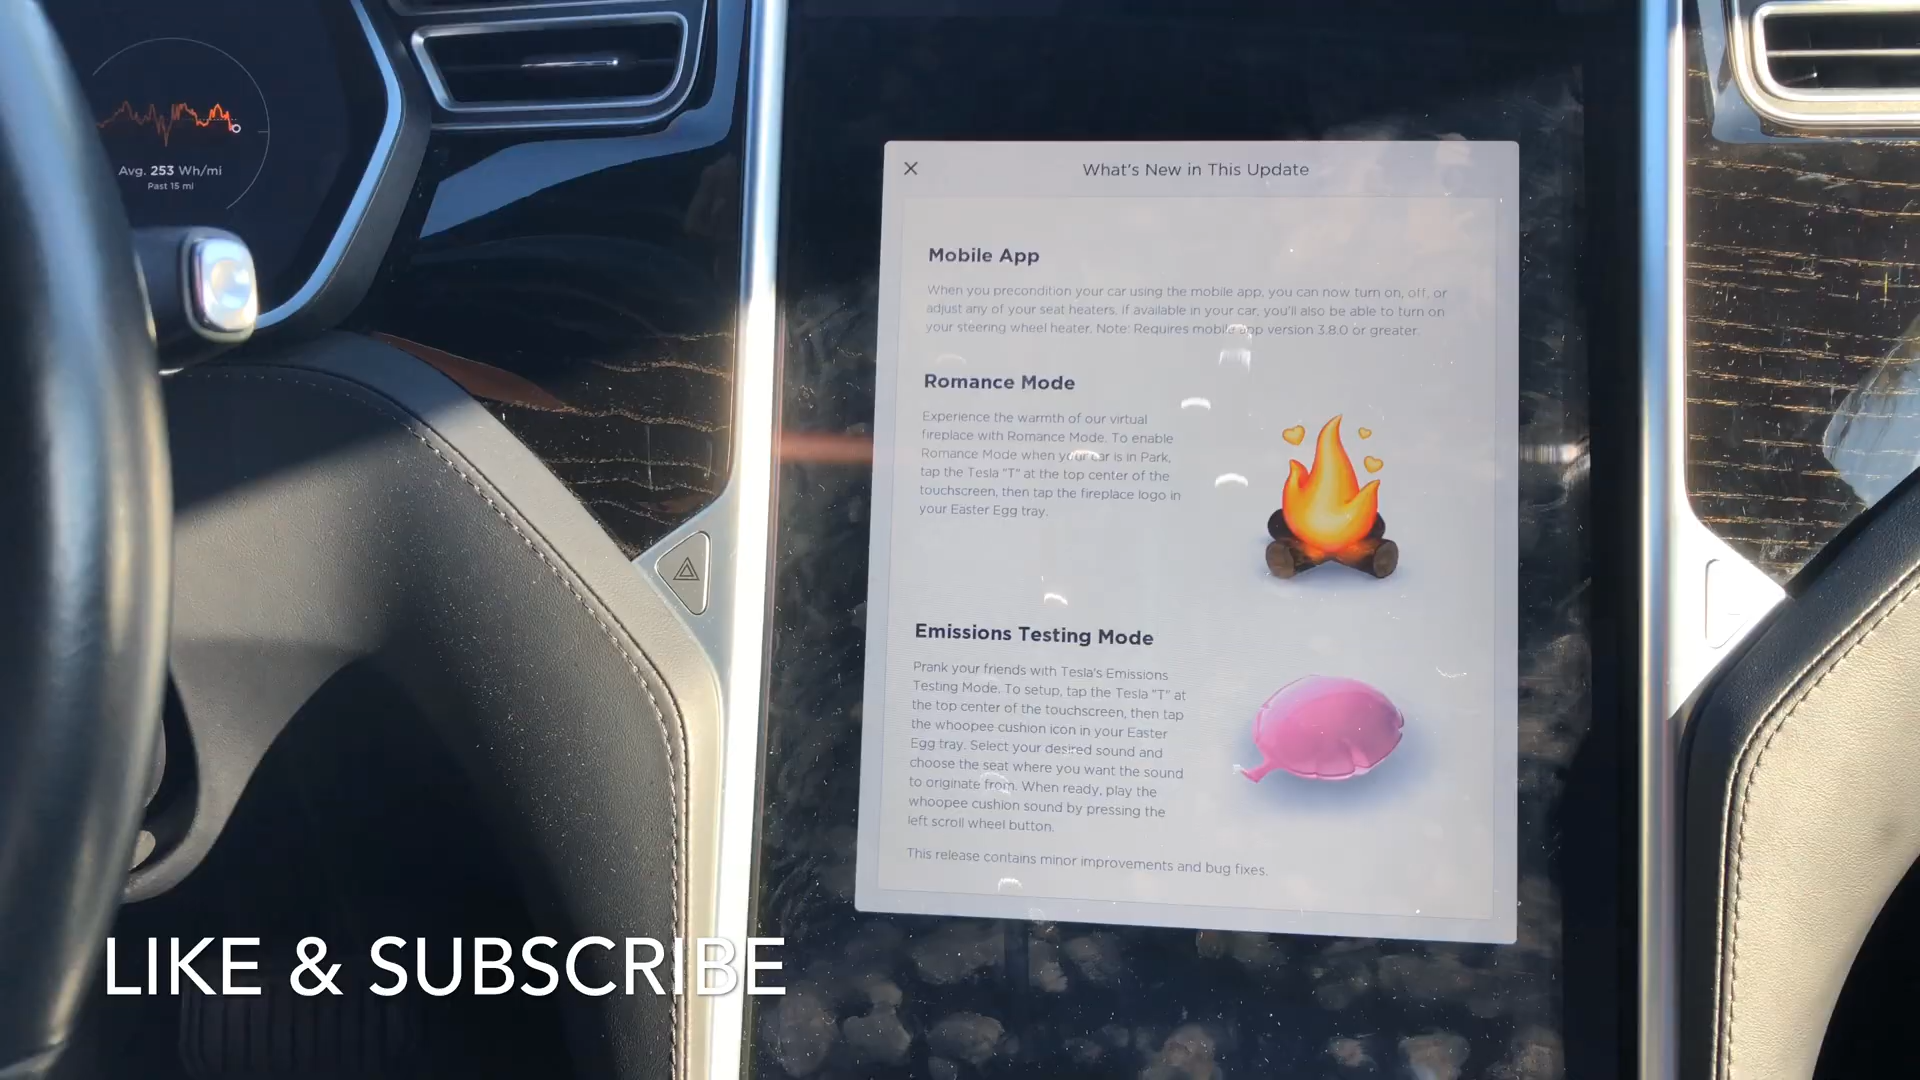 Avg. 253 Wh/mi
Past 15 mi
What's New in This Update
Mobile App
When you precondition your car using the mobile app, you can now turn on, off, or
adjust any of your seat heaters. If available in your car, you'll also be able to turn on
your steering wheel heater. Note: Requires mobile app version 3.8.0 or greater.
Romance Mode
Experience the warmth of our virtual
fireplace with Romance Mode. To enable
Romance Mode when your car is in Park,
tap the Tesla "T" at the top center of the
touchscreen, then tap the fireplace logo in
your Easter Egg tray.
Emissions Testing Mode
Prank your friends with Tesla's Emissions
Testing Mode. To setup, tap the Tesla "T" at
the top center of the touchscreen, then tap
the whoopee cushion icon in your Easter
Egg tray. Select your desired sound and
choose the seat where you want the sound
to originate from. When ready, play the
whoopee cushion sound by pressing the
left scroll wheel button.
This release contains minor improvements and bug fixes.
LIKE & SUBSCRIBE